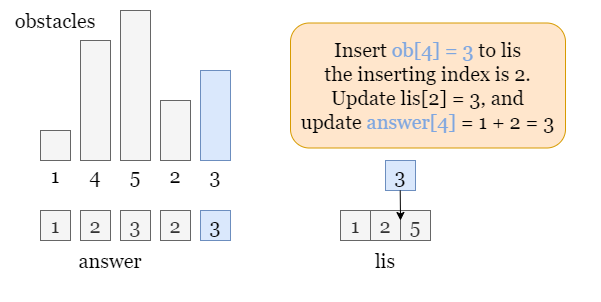 obstacles
1 4 5 2 3
1 2 3 2 3
answer
Insert ob[4] = 3 to lis
the inserting index is 2.
Update lis[2] = 3, and
update answer[4] = 1 + 2 = 3
3
1 2 5
lis